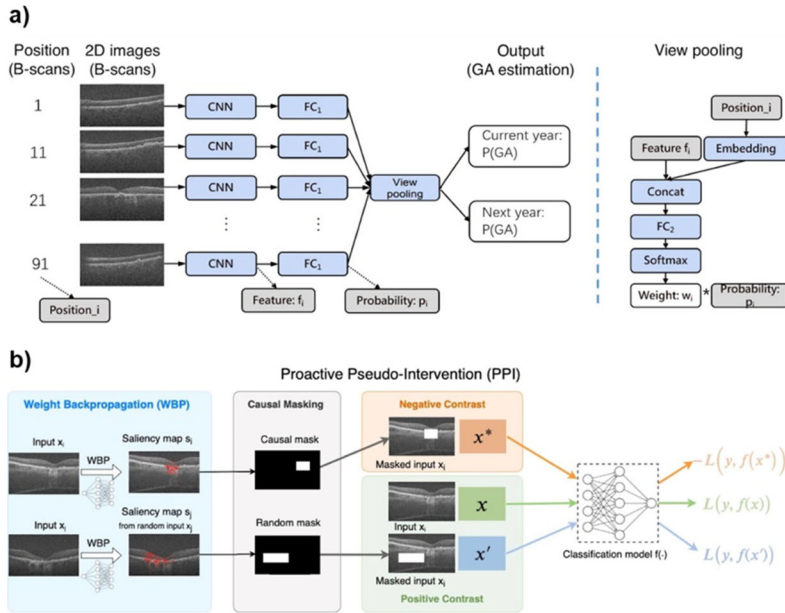 a)
Position
(B-scans)
2D images
(B-scans)
Output
(GA estimation)
View pooling
1
CNN
FC₁
11
CNN
FC₁
21
CNN
FC₁
⋮
⋮
91
CNN
FC₁
View
pooling
Current year:
P(GA)
Next year:
P(GA)
Position_i
Feature: fᵢ
Probability: pᵢ
Position_i
Feature fᵢ
Embedding
Concat
FC₂
Softmax
Weight: wᵢ
*
Probability:
pᵢ
b)
Proactive Pseudo-Intervention (PPI)
Weight Backpropagation (WBP)
Causal Masking
Negative Contrast
Input xᵢ
WBP
Saliency map sᵢ
Causal mask
Masked input xᵢ
x*
Input xᵢ
x
Input xᵢ
WBP
Saliency map sⱼ
from random input xⱼ
Random mask
Masked input xᵢ
x′
Positive Contrast
Classification model f(·)
−L(y, f(x*))
L(y, f(x))
L(y, f(x′))